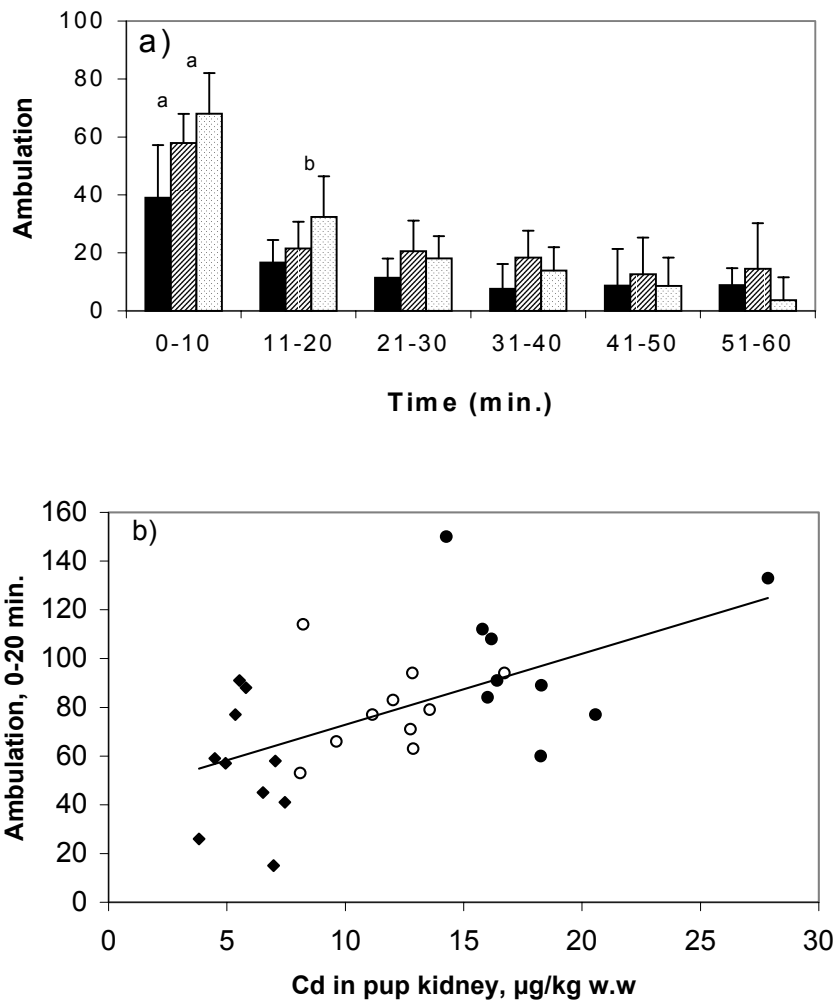 a)
100
80
60
40
20
0
a
a
b
Ambulation
0-10 11-20 21-30 31-40 41-50 51-60
Time (min.)
b)
160
140
120
100
80
60
40
20
0
Ambulation, 0-20 min.
0 5 10 15 20 25 30
Cd in pup kidney, µg/kg w.w